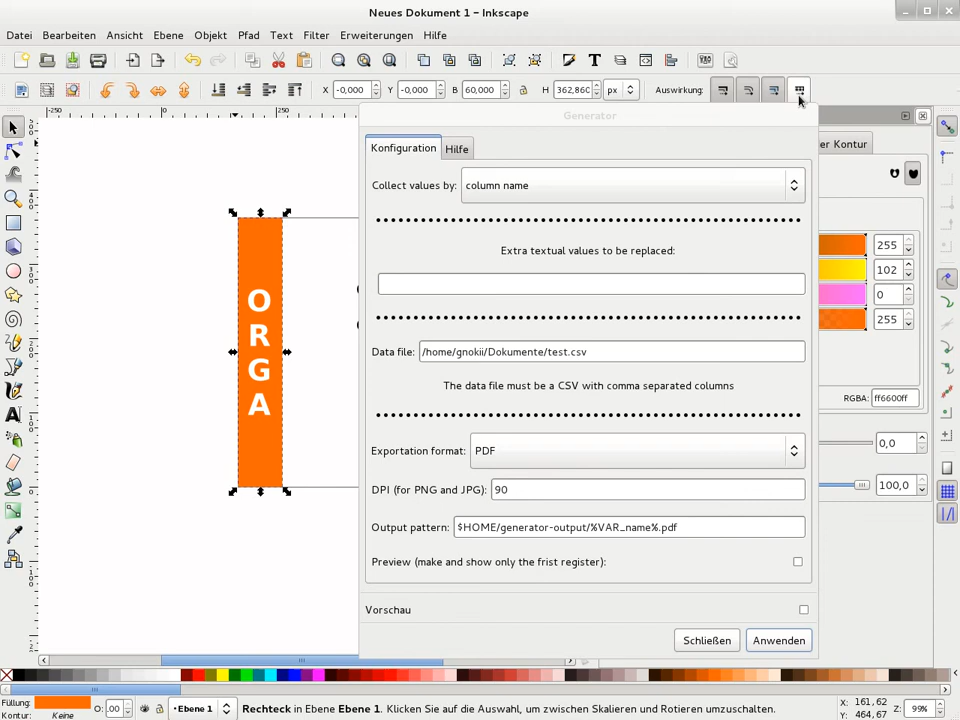 Neues Dokument 1 - Inkscape
Datei Bearbeiten Ansicht Ebene Objekt Pfad Text Filter Erweiterungen Hilfe
X -0,000 Y -0,000 B 60,000 H 362,860 px Auswirkung:
-250 0 250
Generator
Konfiguration Hilfe
er Kontur
Collect values by: column name
Extra textual values to be replaced:
255
102
0
255
O
R
G
A
Data file: /home/gnokii/Dokumente/test.csv
The data file must be a CSV with comma separated columns
RGBA: ff6600ff
Exportation format: PDF
0,0
DPI (for PNG and JPG): 90
100,0
Output pattern: $HOME/generator-output/%VAR_name%.pdf
Preview (make and show only the frist register):
Vorschau
Schließen Anwenden
Füllung:
Kontur: Keine
O: ,00
Ebene 1
Rechteck in Ebene Ebene 1. Klicken Sie auf die Auswahl, um zwischen Skalieren und Rotieren umzuschalten.
X: 161,62
Y: 464,67
Z: 99%